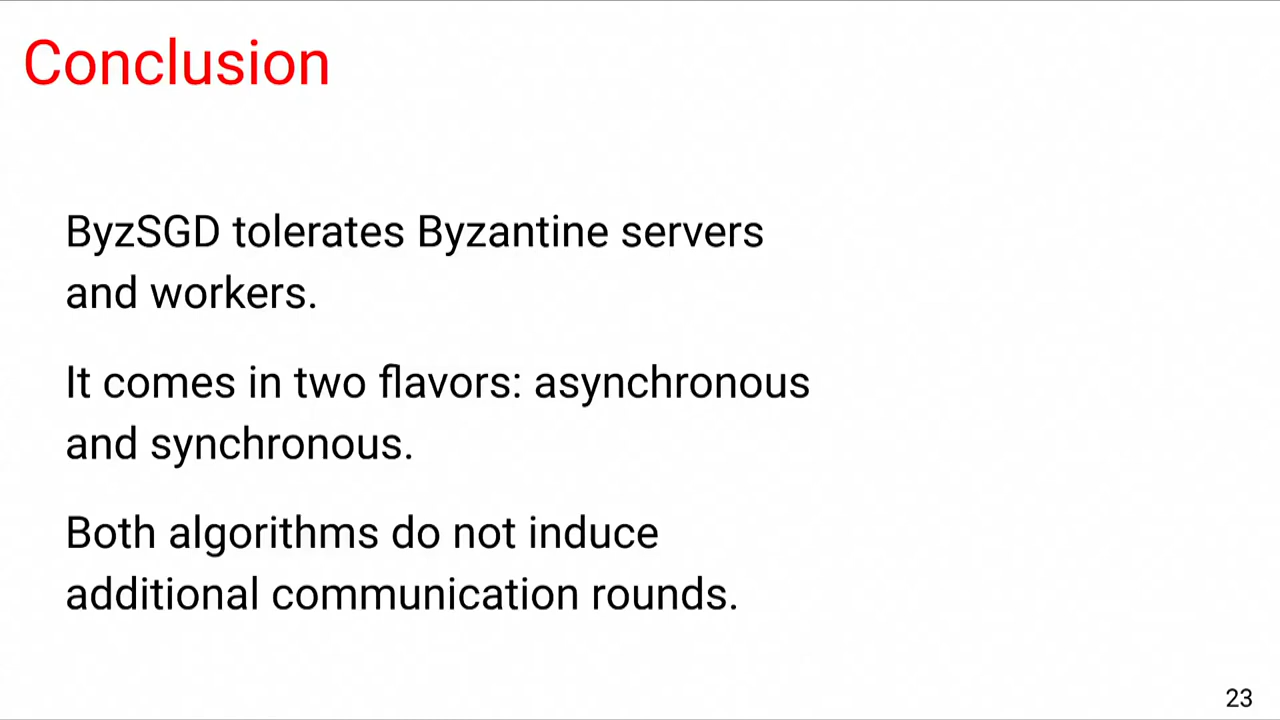 Conclusion
ByzSGD tolerates Byzantine servers
and workers.
It comes in two flavors: asynchronous
and synchronous.
Both algorithms do not induce
additional communication rounds.
23